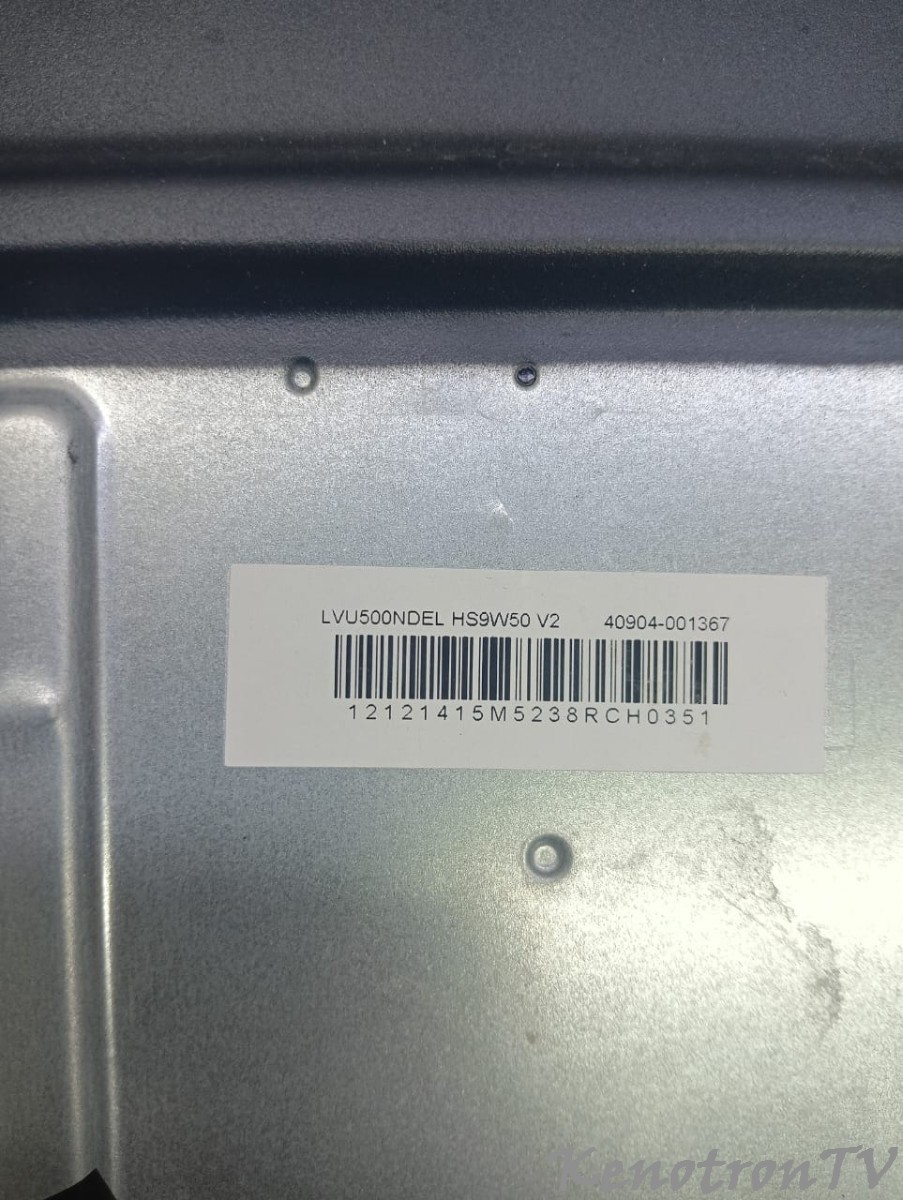 LVU500NDEL HS9W50 V2 40904-001367
12121415M5238RCH0351
KenotronTV